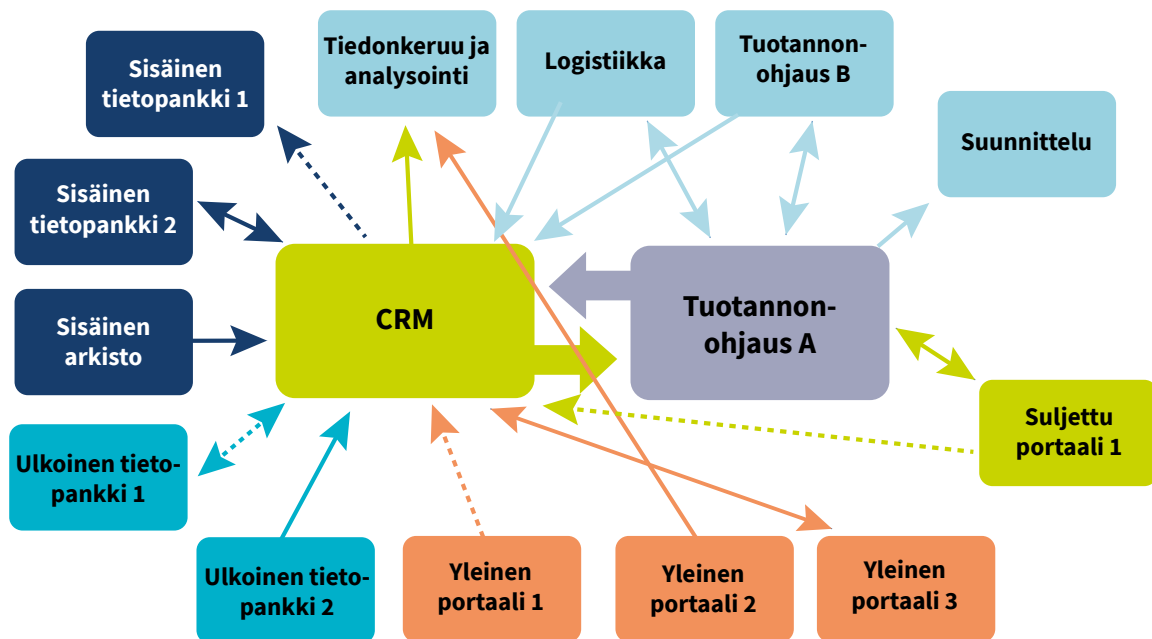 Sisäinen
tietopankki 1
Tiedonkeruu ja
analysointi
Logistiikka
Tuotannon-
ohjaus B
Suunnittelu
Sisäinen
tietopankki 2
CRM
Tuotannon-
ohjaus A
Sisäinen
arkisto
Suljettu
portaali 1
Ulkoinen tieto-
pankki 1
Ulkoinen tieto-
pankki 2
Yleinen
portaali 1
Yleinen
portaali 2
Yleinen
portaali 3